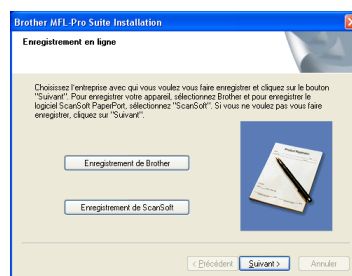 Brother MFL-Pro Suite Installation
Enregistrement en ligne
Choisissez l'entreprise avec qui vous voulez vous faire enregistrer et cliquez sur le bouton
"Suivant". Pour enregistrer votre appareil, sélectionnez Brother et pour enregistrer le
logiciel ScanSoft PaperPort, sélectionnez "ScanSoft". Si vous ne voulez pas vous faire
enregistrer, cliquez sur "Suivant".
Enregistrement de Brother
Enregistrement de ScanSoft
< Précédent
Suivant >
Annuler